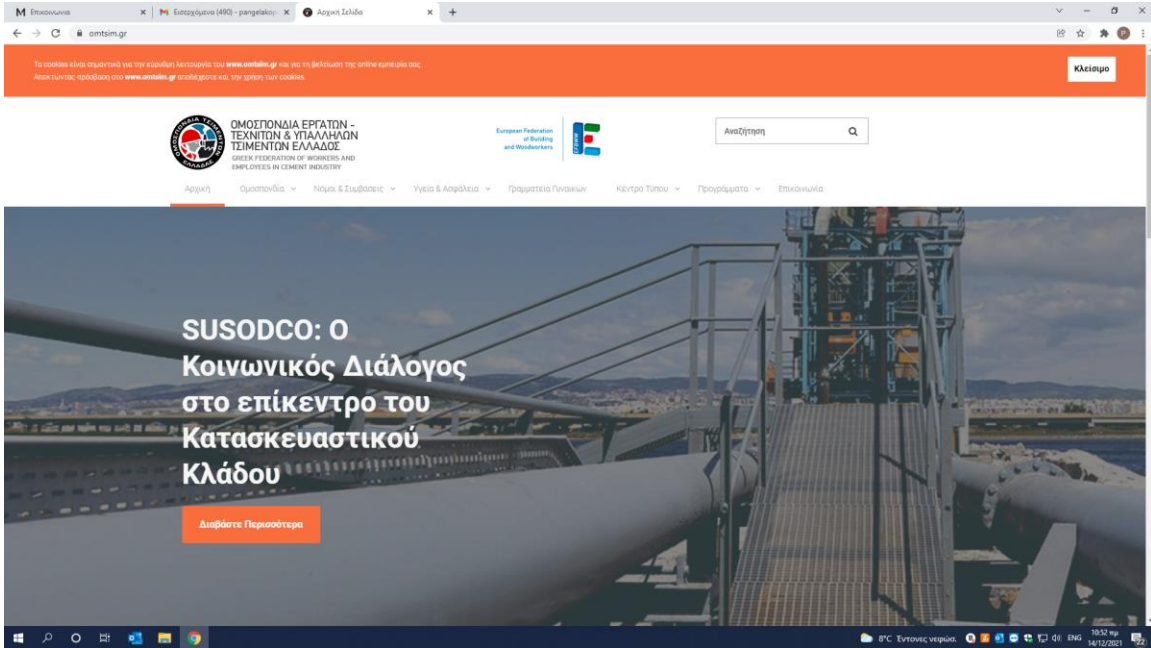 Επικοινωνια
Εισερχόμενα (490) - pangelakop
Αρχική Σελίδα
omtsim.gr
Τα cookies είναι σημαντικά για την εύρυθμη λειτουργία του www.omtsim.gr και για τη βελτίωση της online εμπειρία σας.
Αποκτώντας πρόσβαση στο www.omtsim.gr αποδέχεστε και την χρήση των cookies.
Κλείσιμο
ΟΜΟΣΠΟΝΔΙΑ ΕΡΓΑΤΩΝ -
ΤΕΧΝΙΤΩΝ & ΥΠΑΛΛΗΛΩΝ
ΤΣΙΜΕΝΤΩΝ ΕΛΛΑΔΟΣ
GREEK FEDERATION OF WORKERS AND
EMPLOYEES IN CEMENT INDUSTRY
European Federation
of Building
and Woodworkers
EFBWW
Αναζήτηση
Αρχική Ομοσπονδία Νόμοι & Συμβάσεις Υγεία & Ασφάλεια Γραμματεία Γυναικών Κέντρο Τύπου Προγράμματα Επικοινωνία
SUSODCO: Ο
Κοινωνικός Διάλογος
στο επίκεντρο του
Κατασκευαστικού
Κλάδου
Διαβάστε Περισσότερα
8°C Έντονες νεφώσ. ENG
10:52 πμ
14/12/2021
22